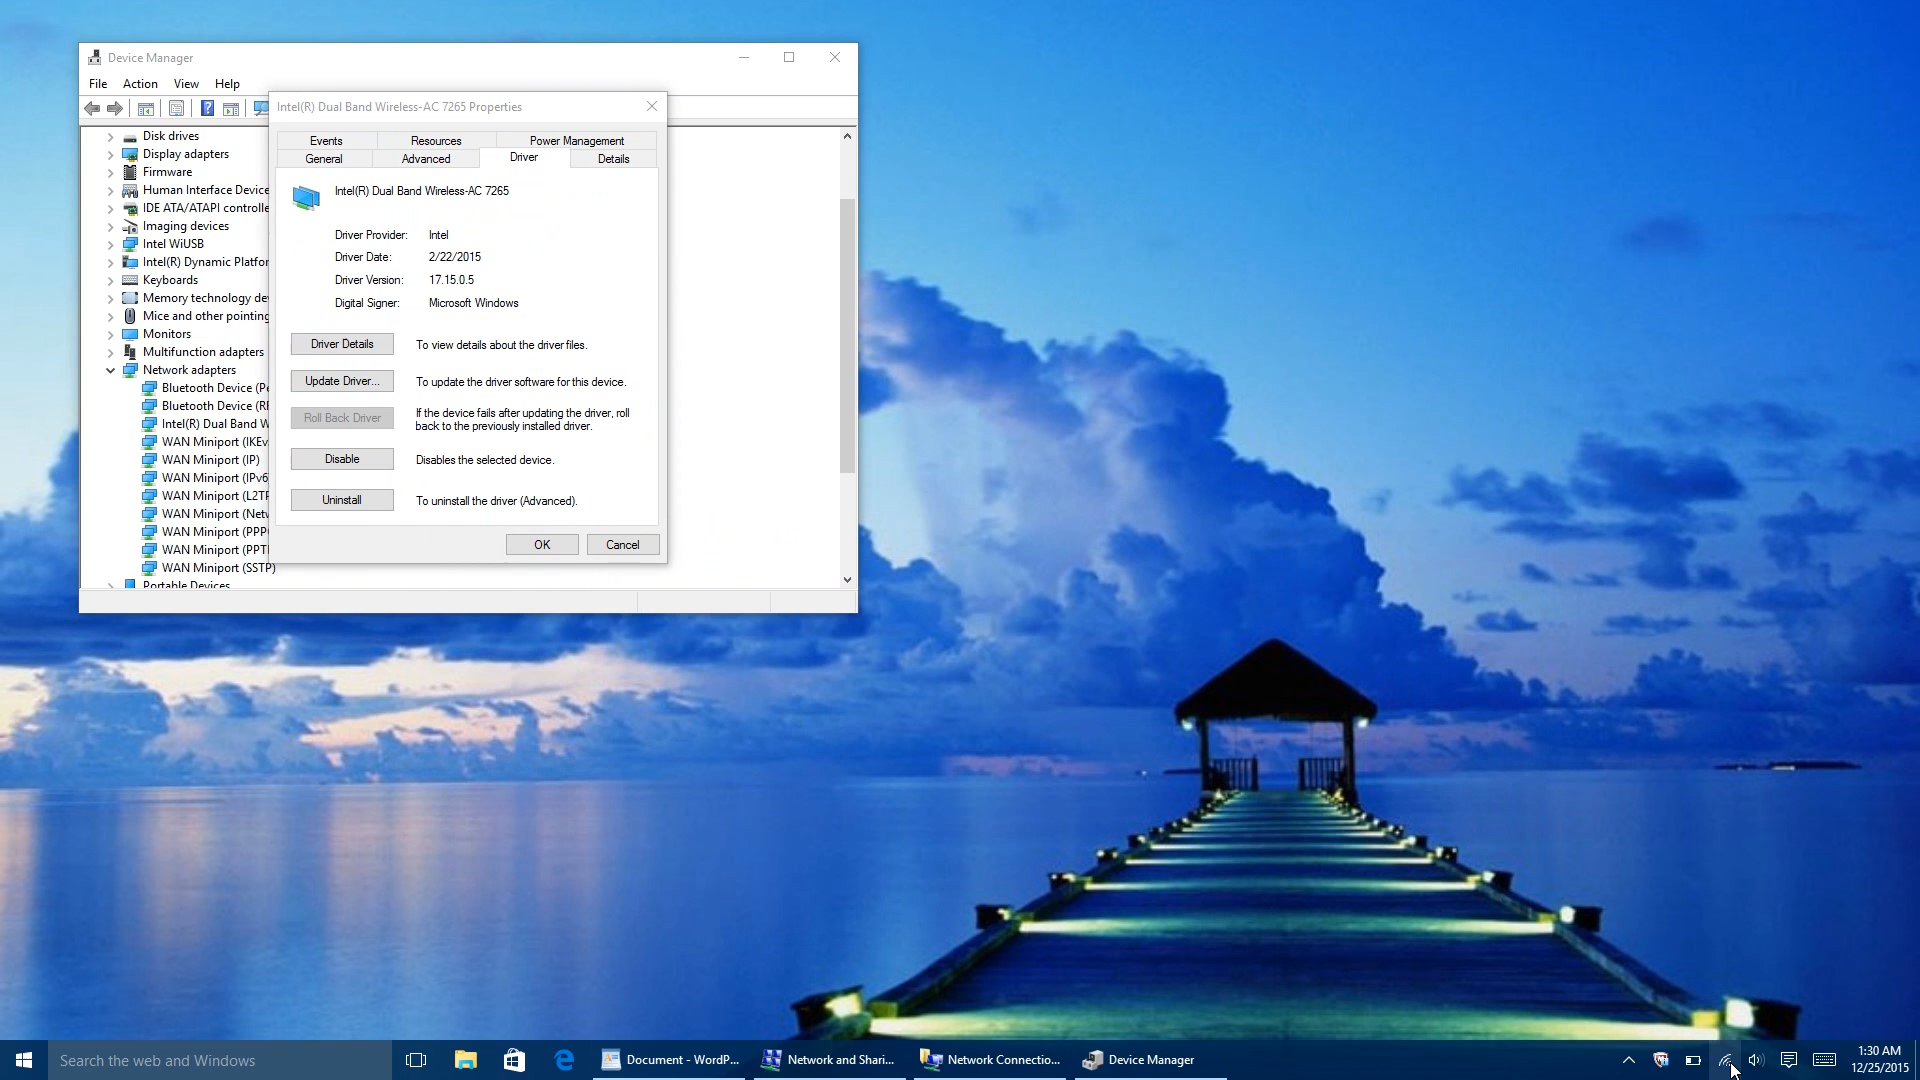 Device Manager
File Action View Help
Intel(R) Dual Band Wireless-AC 7265 Properties
Events Resources Power Management
General Advanced Driver Details
Intel(R) Dual Band Wireless-AC 7265
Driver Provider: Intel
Driver Date: 2/22/2015
Driver Version: 17.15.0.5
Digital Signer: Microsoft Windows
Driver Details To view details about the driver files.
Update Driver... To update the driver software for this device.
Roll Back Driver If the device fails after updating the driver, roll
back to the previously installed driver.
Disable Disables the selected device.
Uninstall To uninstall the driver (Advanced).
OK Cancel
Disk drives
Display adapters
Firmware
Human Interface Device
IDE ATA/ATAPI controlle
Imaging devices
Intel WiUSB
Intel(R) Dynamic Platfor
Keyboards
Memory technology dev
Mice and other pointing
Monitors
Multifunction adapters
Network adapters
Bluetooth Device (Pe
Bluetooth Device (RF
Intel(R) Dual Band W
WAN Miniport (IKEv
WAN Miniport (IP)
WAN Miniport (IPv6
WAN Miniport (L2TP
WAN Miniport (Netw
WAN Miniport (PPPO
WAN Miniport (PPTP
WAN Miniport (SSTP)
Portable Devices
Search the web and Windows
Document - WordP...
Network and Shari...
Network Connectio...
Device Manager
1:30 AM
12/25/2015